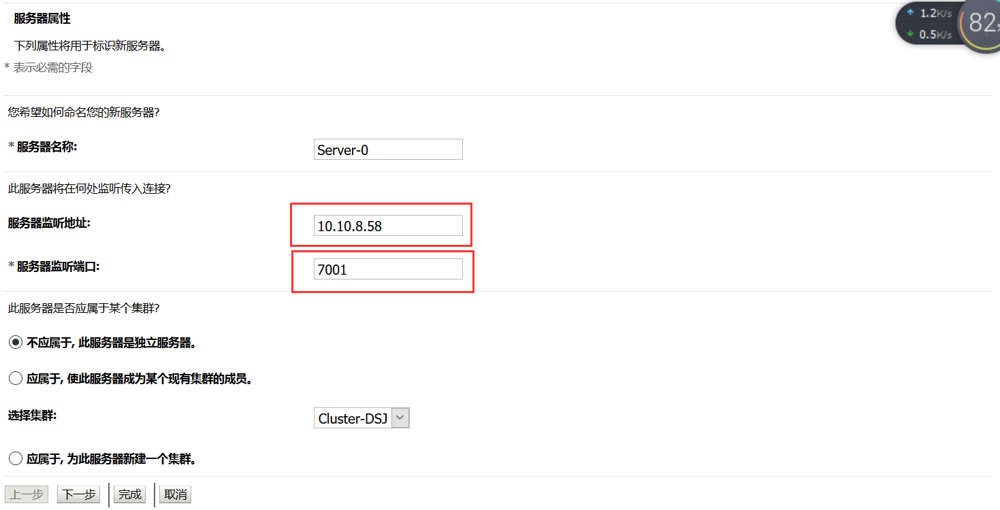 服务器属性
下列属性将用于标识新服务器。
* 表示必需的字段
您希望如何命名您的新服务器?
* 服务器名称:
Server-0
此服务器将在何处监听传入连接?
服务器监听地址:
10.10.8.58
* 服务器监听端口:
7001
此服务器是否应属于某个集群?
不应属于, 此服务器是独立服务器。
应属于, 使此服务器成为某个现有集群的成员。
选择集群:
Cluster-DSJ
应属于, 为此服务器新建一个集群。
上一步 下一步 完成 取消
1.2K/s
0.5K/s
82%